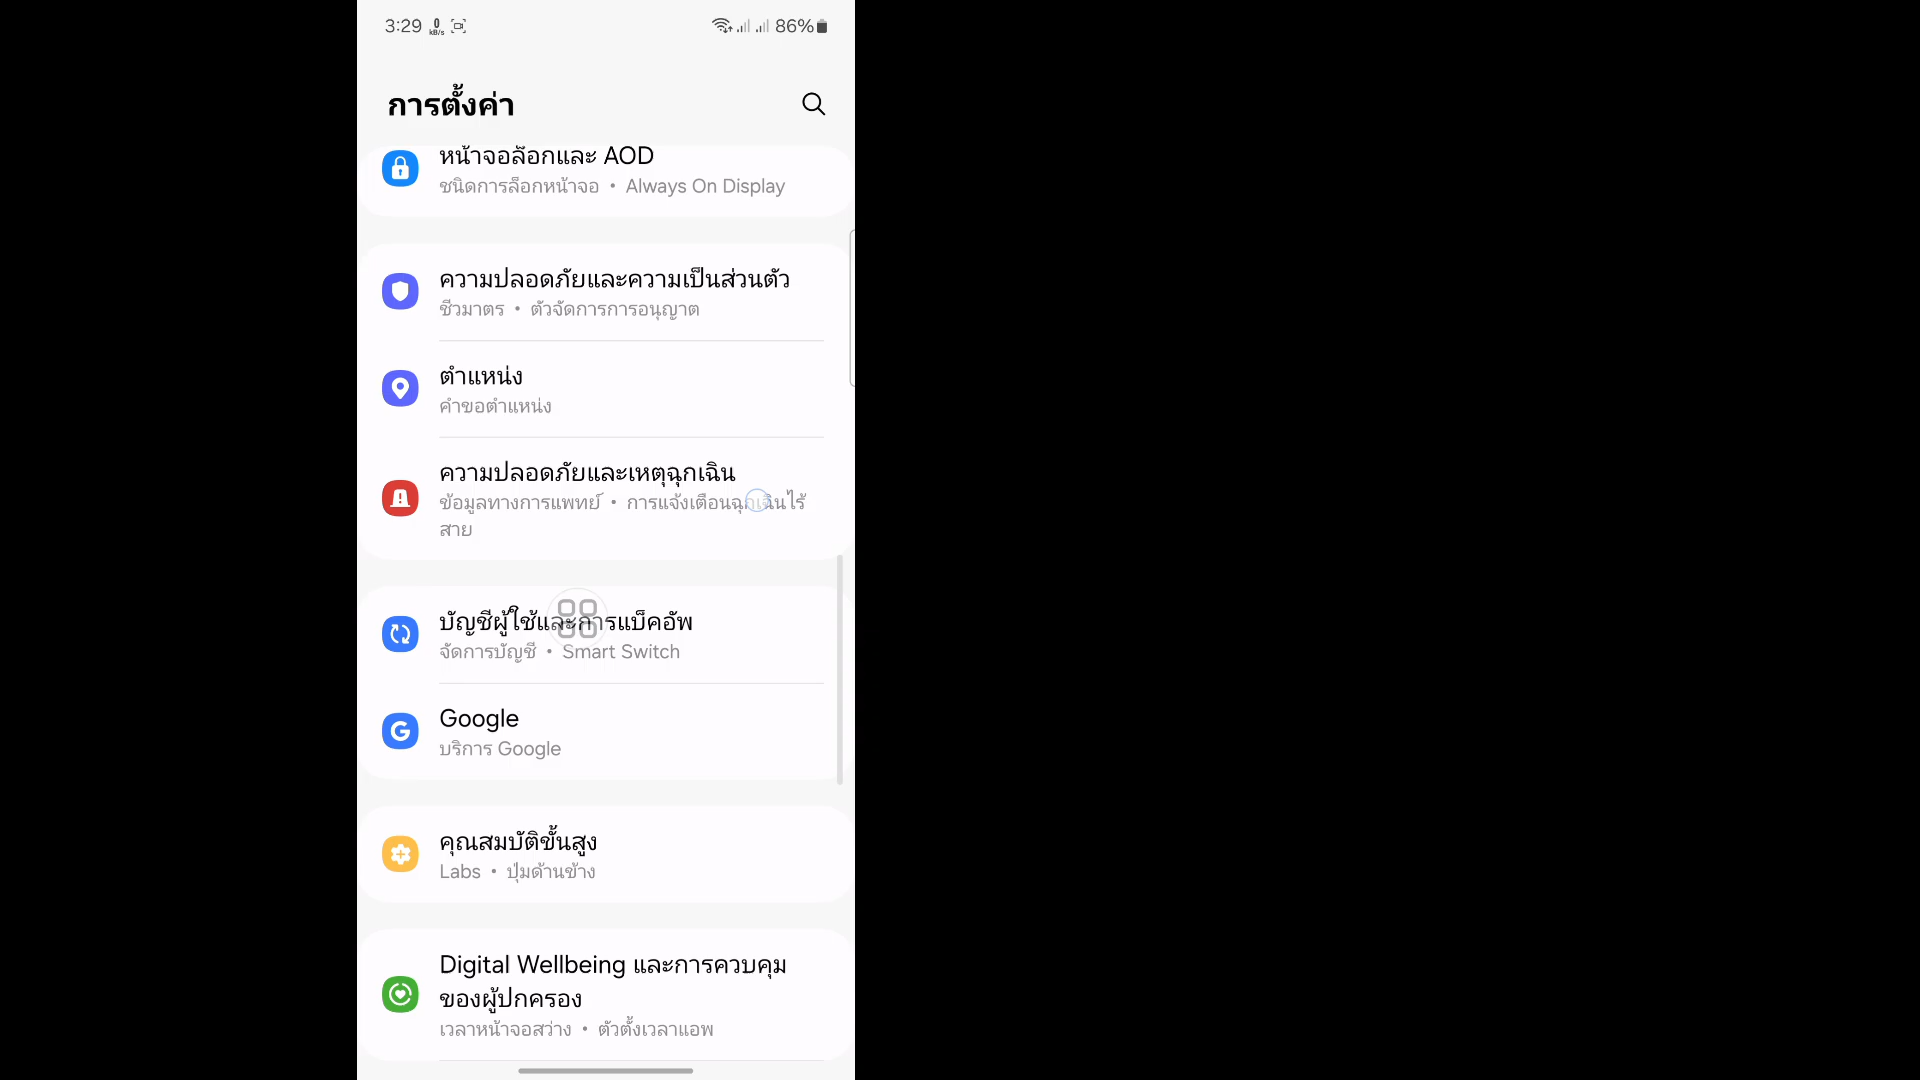 3:29 0 kB/s 86%
การตั้งค่า
หน้าจอล็อกและ AOD
ชนิดการล็อกหน้าจอ • Always On Display
ความปลอดภัยและความเป็นส่วนตัว
ชีวมาตร • ตัวจัดการการอนุญาต
ตำแหน่ง
คำขอตำแหน่ง
ความปลอดภัยและเหตุฉุกเฉิน
ข้อมูลทางการแพทย์ • การแจ้งเตือนฉุกเฉินไร้
สาย
บัญชีผู้ใช้และการแบ็คอัพ
จัดการบัญชี • Smart Switch
Google
บริการ Google
คุณสมบัติขั้นสูง
Labs • ปุ่มด้านข้าง
Digital Wellbeing และการควบคุม
ของผู้ปกครอง
เวลาหน้าจอสว่าง • ตัวตั้งเวลาแอพ